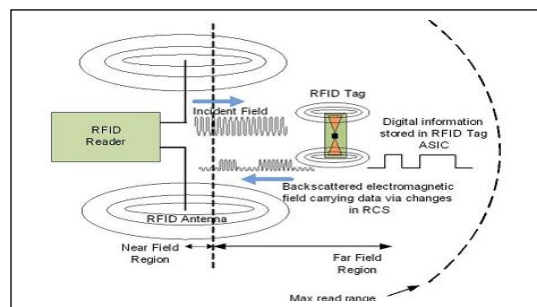 RFID
Reader
Incident Field
RFID Tag
Digital information
stored in RFID Tag
ASIC
Backscattered electromagnetic
field carrying data via changes
in RCS
RFID Antenna
Near Field
Region
Far Field
Region
Max read range